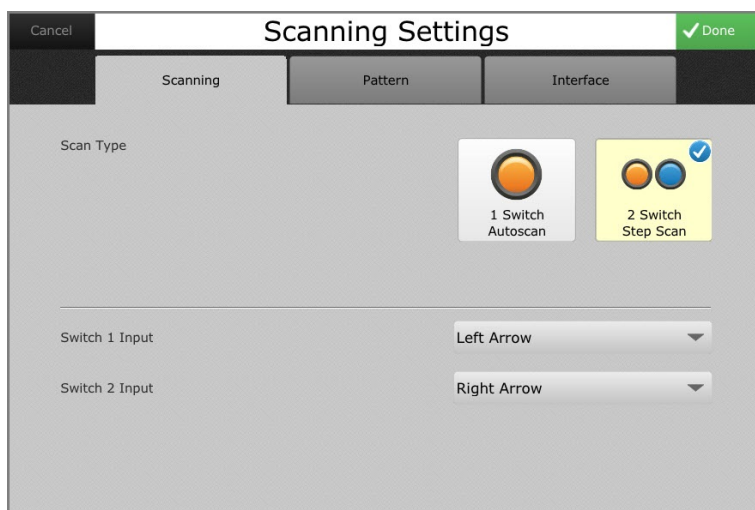 Cancel
Scanning Settings
Done
Scanning
Pattern
Interface
Scan Type
1 Switch
Autoscan
2 Switch
Step Scan
Switch 1 Input
Left Arrow
Switch 2 Input
Right Arrow